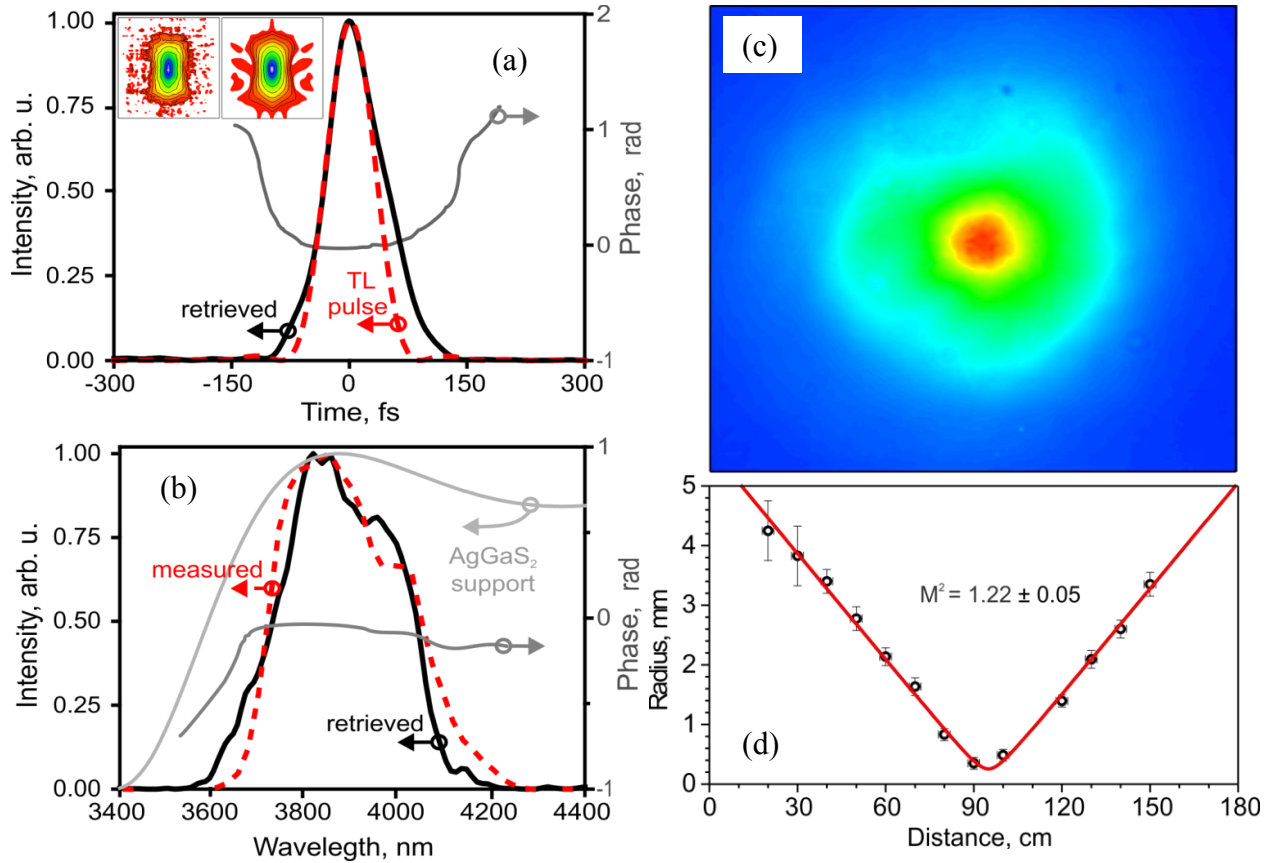 (a)
Intensity, arb. u.
1.00
0.75
0.50
0.25
0.00
2
1
0
-1
Phase, rad
retrieved
TL
pulse
-300
-150
0
150
300
Time, fs
(b)
Intensity, arb. u.
1.00
0.75
0.50
0.25
0.00
1
0
-1
Phase, rad
measured
AgGaS₂
support
retrieved
3400
3600
3800
4000
4200
4400
Wavelegth, nm
(c)
(d)
Radius, mm
5
4
3
2
1
0
M² = 1.22 ± 0.05
0
30
60
90
120
150
180
Distance, cm